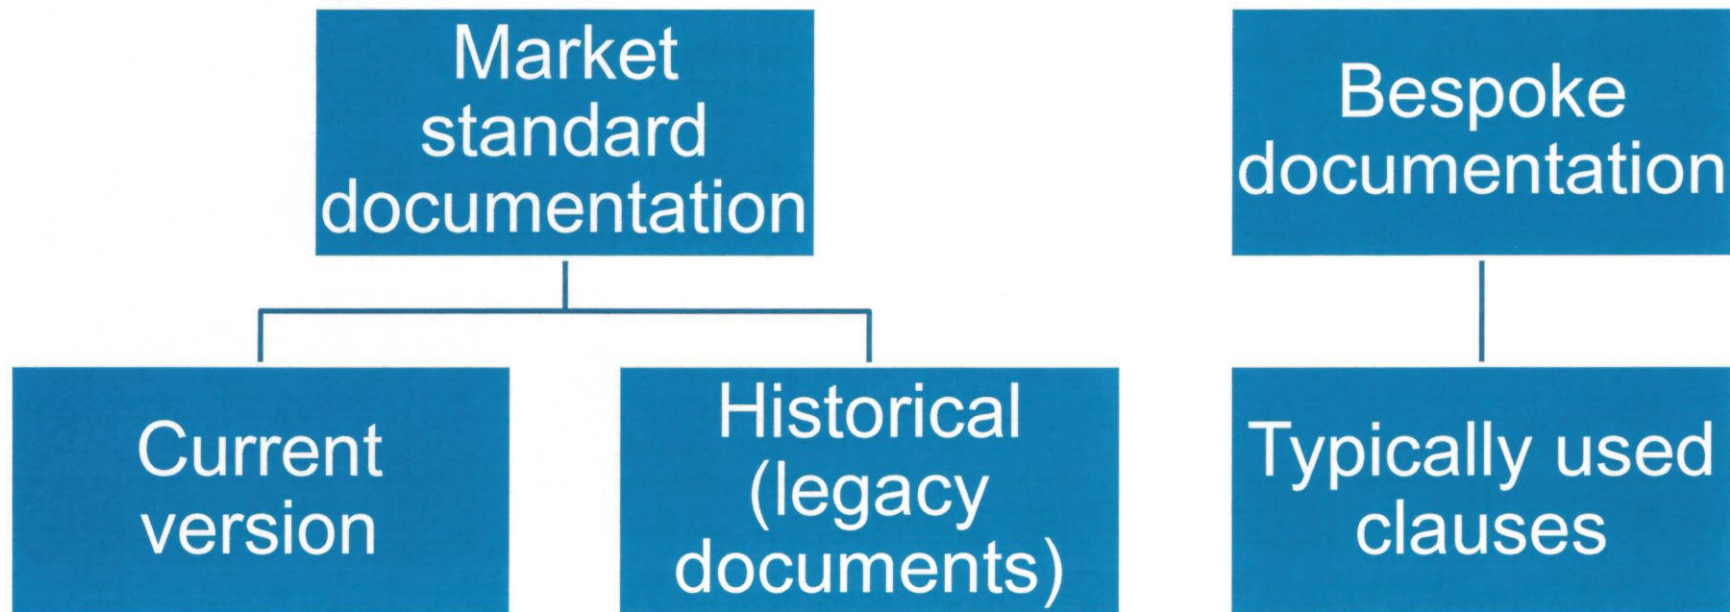 Market
standard
documentation
Bespoke
documentation
Current
version
Historical
(legacy
documents)
Typically used
clauses